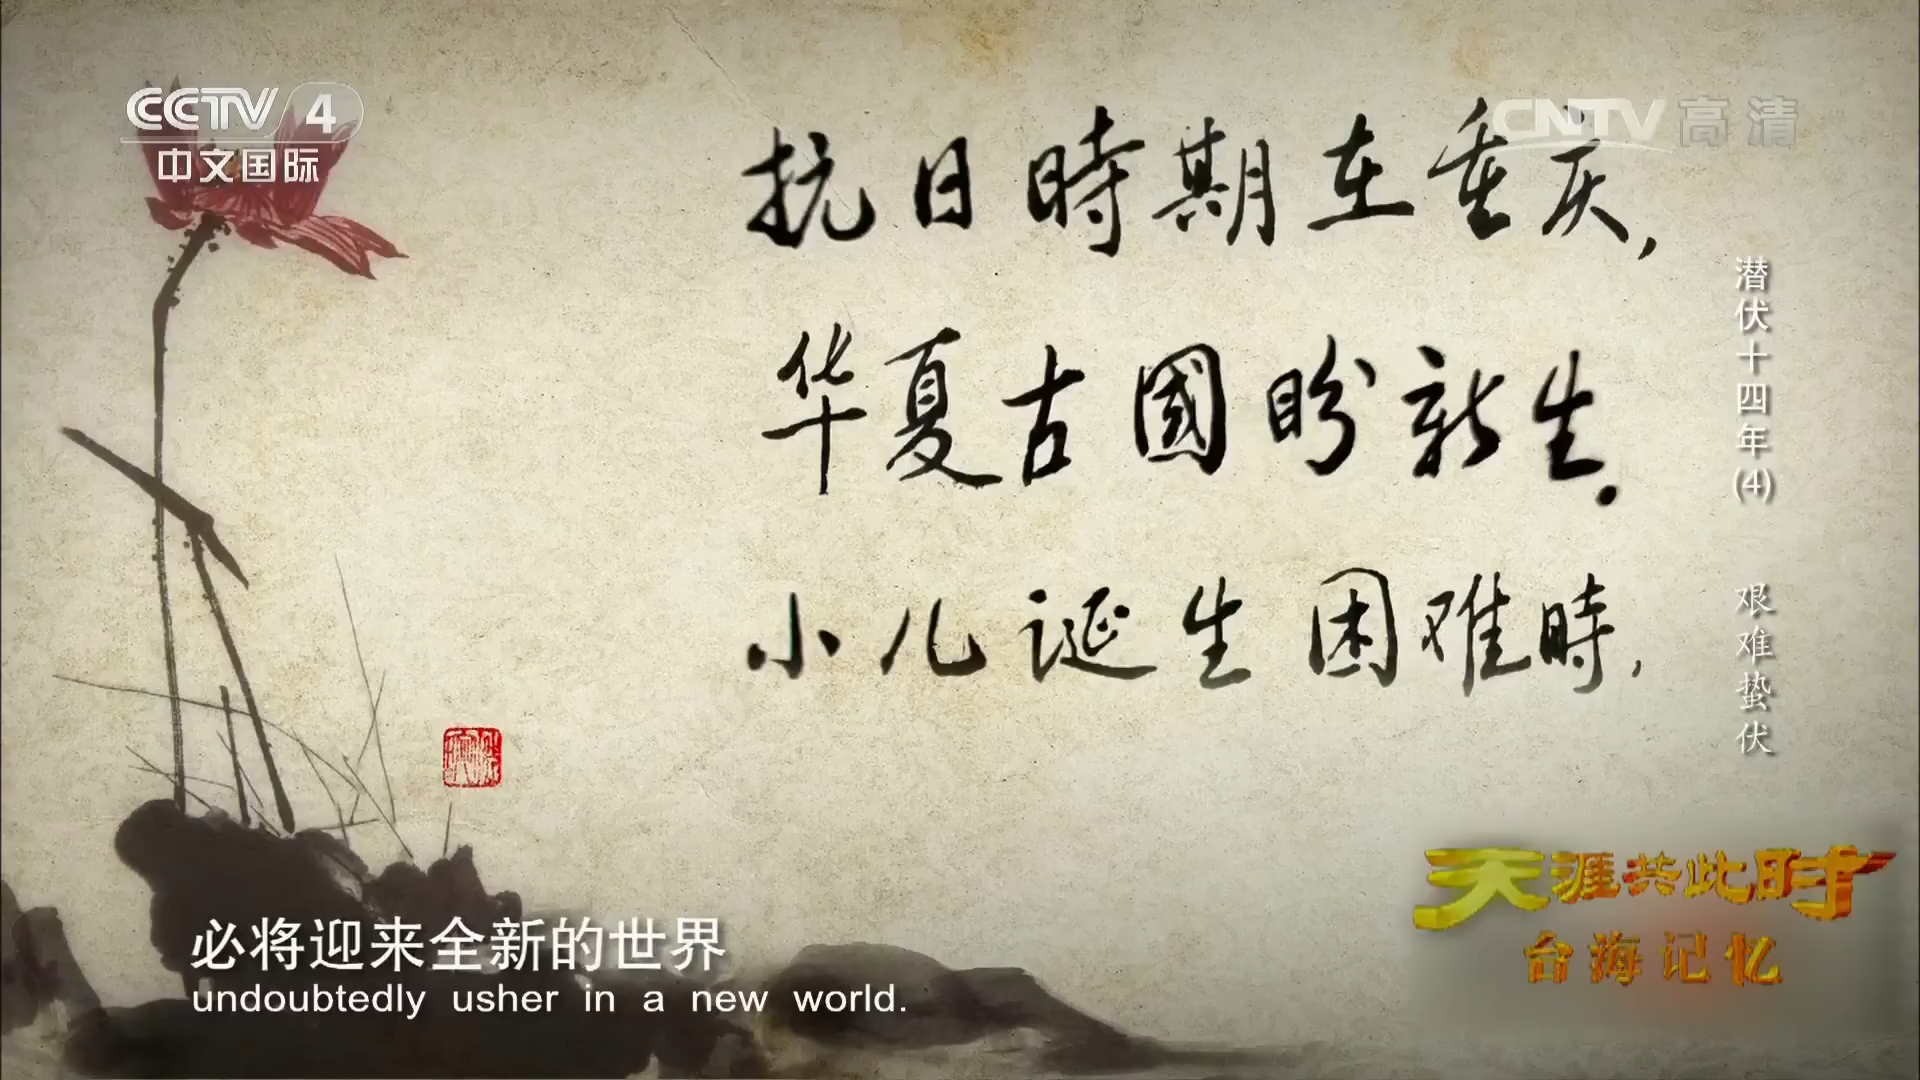 CCTV 4
中文国际
CNTV 高清
抗日時期在重庆,
华夏古國盼新生.
小儿诞生困难時,
潜伏十四年(4) 艰难蛰伏
天涯共此时
台海记忆
必将迎来全新的世界
undoubtedly usher in a new world.